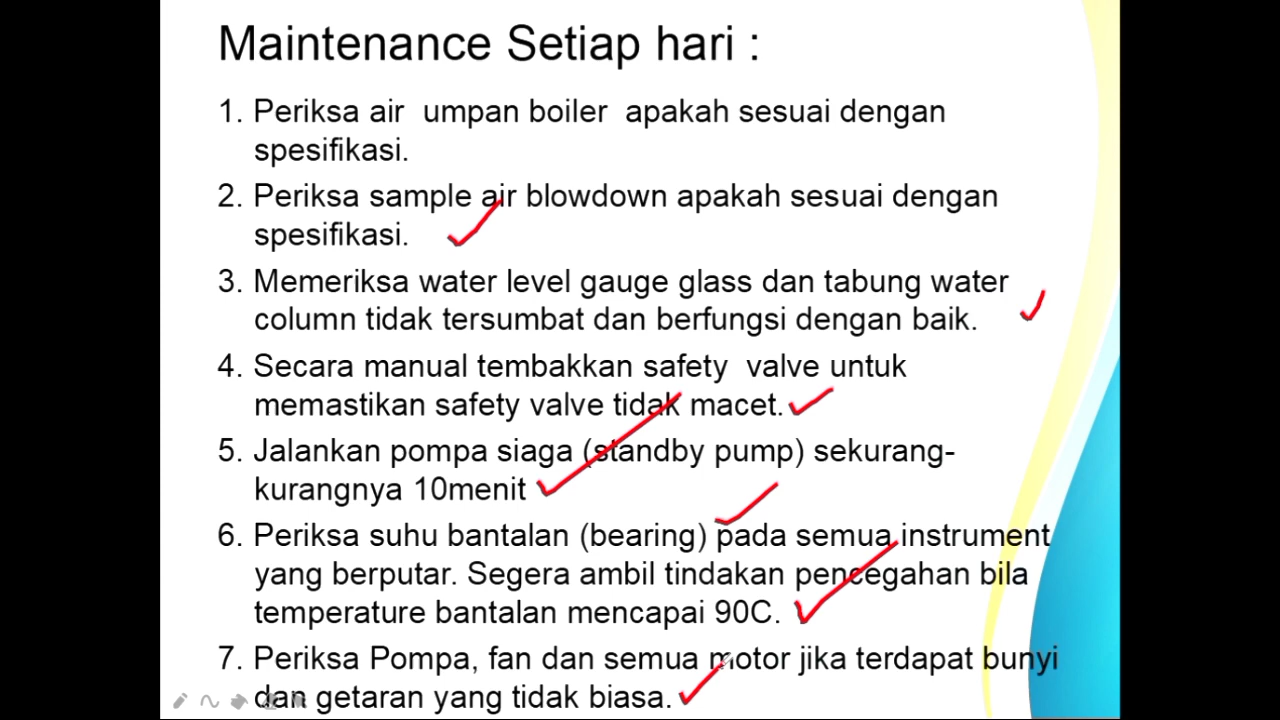 Maintenance Setiap hari :
1. Periksa air umpan boiler apakah sesuai dengan
spesifikasi.
2. Periksa sample air blowdown apakah sesuai dengan
spesifikasi.
3. Memeriksa water level gauge glass dan tabung water
column tidak tersumbat dan berfungsi dengan baik.
4. Secara manual tembakkan safety valve untuk
memastikan safety valve tidak macet.
5. Jalankan pompa siaga (standby pump) sekurang-
kurangnya 10menit
6. Periksa suhu bantalan (bearing) pada semua instrument
yang berputar. Segera ambil tindakan pencegahan bila
temperature bantalan mencapai 90C.
7. Periksa Pompa, fan dan semua motor jika terdapat bunyi
dan getaran yang tidak biasa.